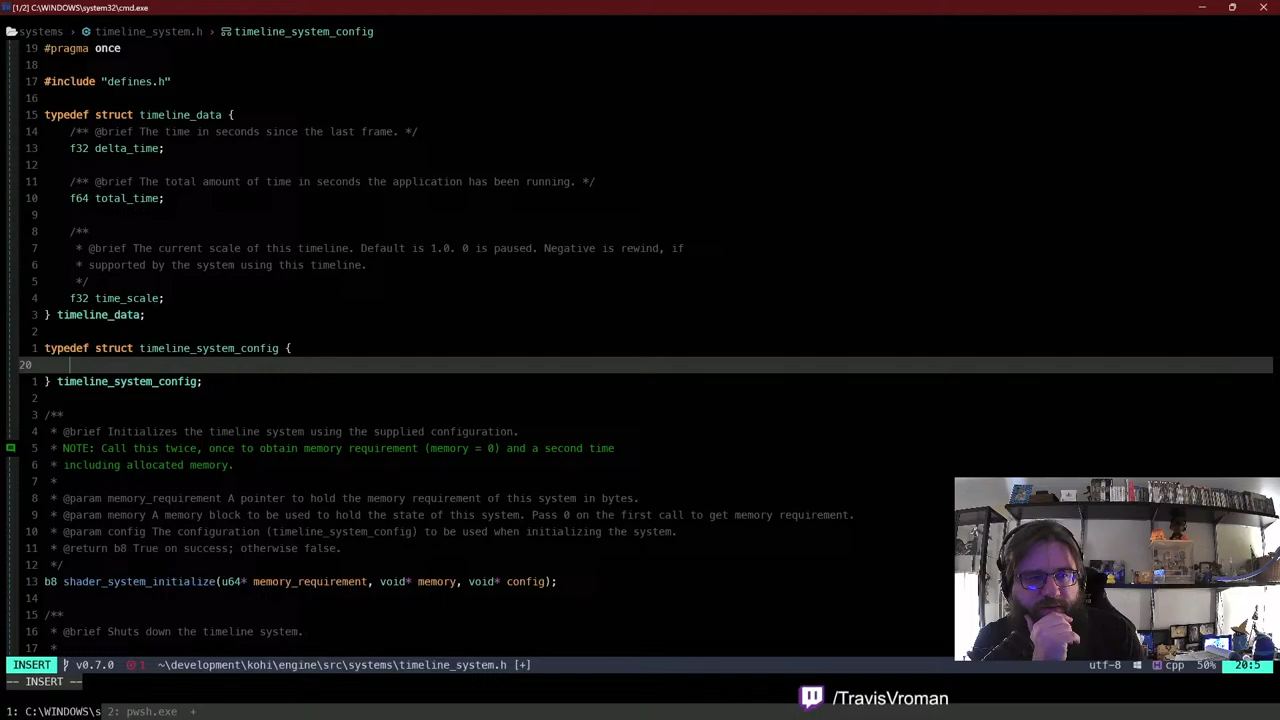 [1/2] C:\WINDOWS\system32\cmd.exe
systems › timeline_system.h › timeline_system_config
19 #pragma once
18
17 #include "defines.h"
16
15 typedef struct timeline_data {
14 /** @brief The time in seconds since the last frame. */
13 f32 delta_time;
12
11 /** @brief The total amount of time in seconds the application has been running. */
10 f64 total_time;
9
8 /**
7 * @brief The current scale of this timeline. Default is 1.0. 0 is paused. Negative is rewind, if
6 * supported by the system using this timeline.
5 */
4 f32 time_scale;
3 } timeline_data;
2
1 typedef struct timeline_system_config {
20
1 } timeline_system_config;
2
3 /**
4 * @brief Initializes the timeline system using the supplied configuration.
5 * NOTE: Call this twice, once to obtain memory requirement (memory = 0) and a second time
6 * including allocated memory.
7 *
8 * @param memory_requirement A pointer to hold the memory requirement of this system in bytes.
9 * @param memory A memory block to be used to hold the state of this system. Pass 0 on the first call to get memory requirement.
10 * @param config The configuration (timeline_system_config) to be used when initializing the system.
11 * @return b8 True on success; otherwise false.
12 */
13 b8 shader_system_initialize(u64* memory_requirement, void* memory, void* config);
14
15 /**
16 * @brief Shuts down the timeline system.
17 *
INSERT v0.7.0 1 ~\development\kohi\engine\src\systems\timeline_system.h [+] utf-8 cpp 50% 20:5
-- INSERT --
/TravisVroman
1: C:\WINDOWS\s 2: pwsh.exe +